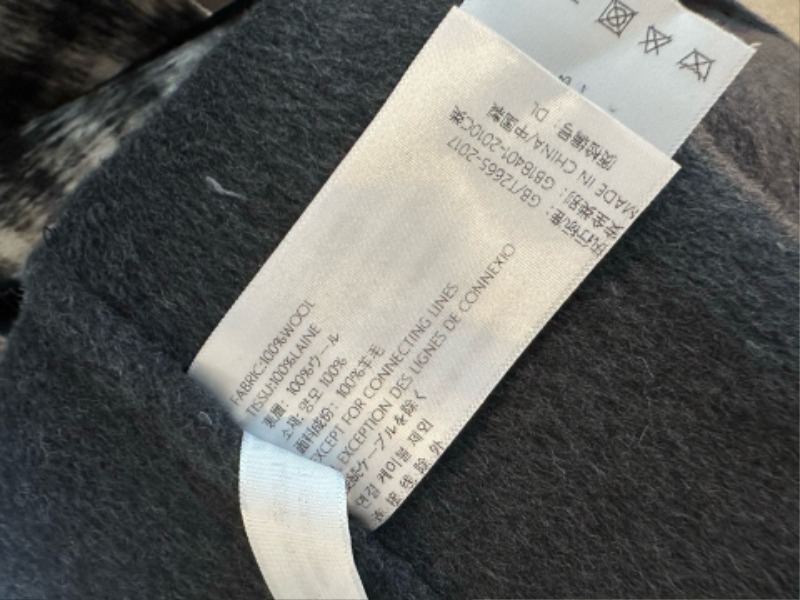 FABRIC:100%WOOL
TISSU:100%LAINE
表層: 100%ウール
소재: 양모 100%
面料成份: 100%羊毛
EXCEPT FOR CONNECTING LINES
EXCEPTION DES LIGNES DE CONNEXIO
接続ケーブルを除く
연결 케이블 제외
连接线除外
执行标准: GB/T2665-2017
安全类别: GB18401-2010C类
MADE IN CHINA/中国製
质检编号: DL